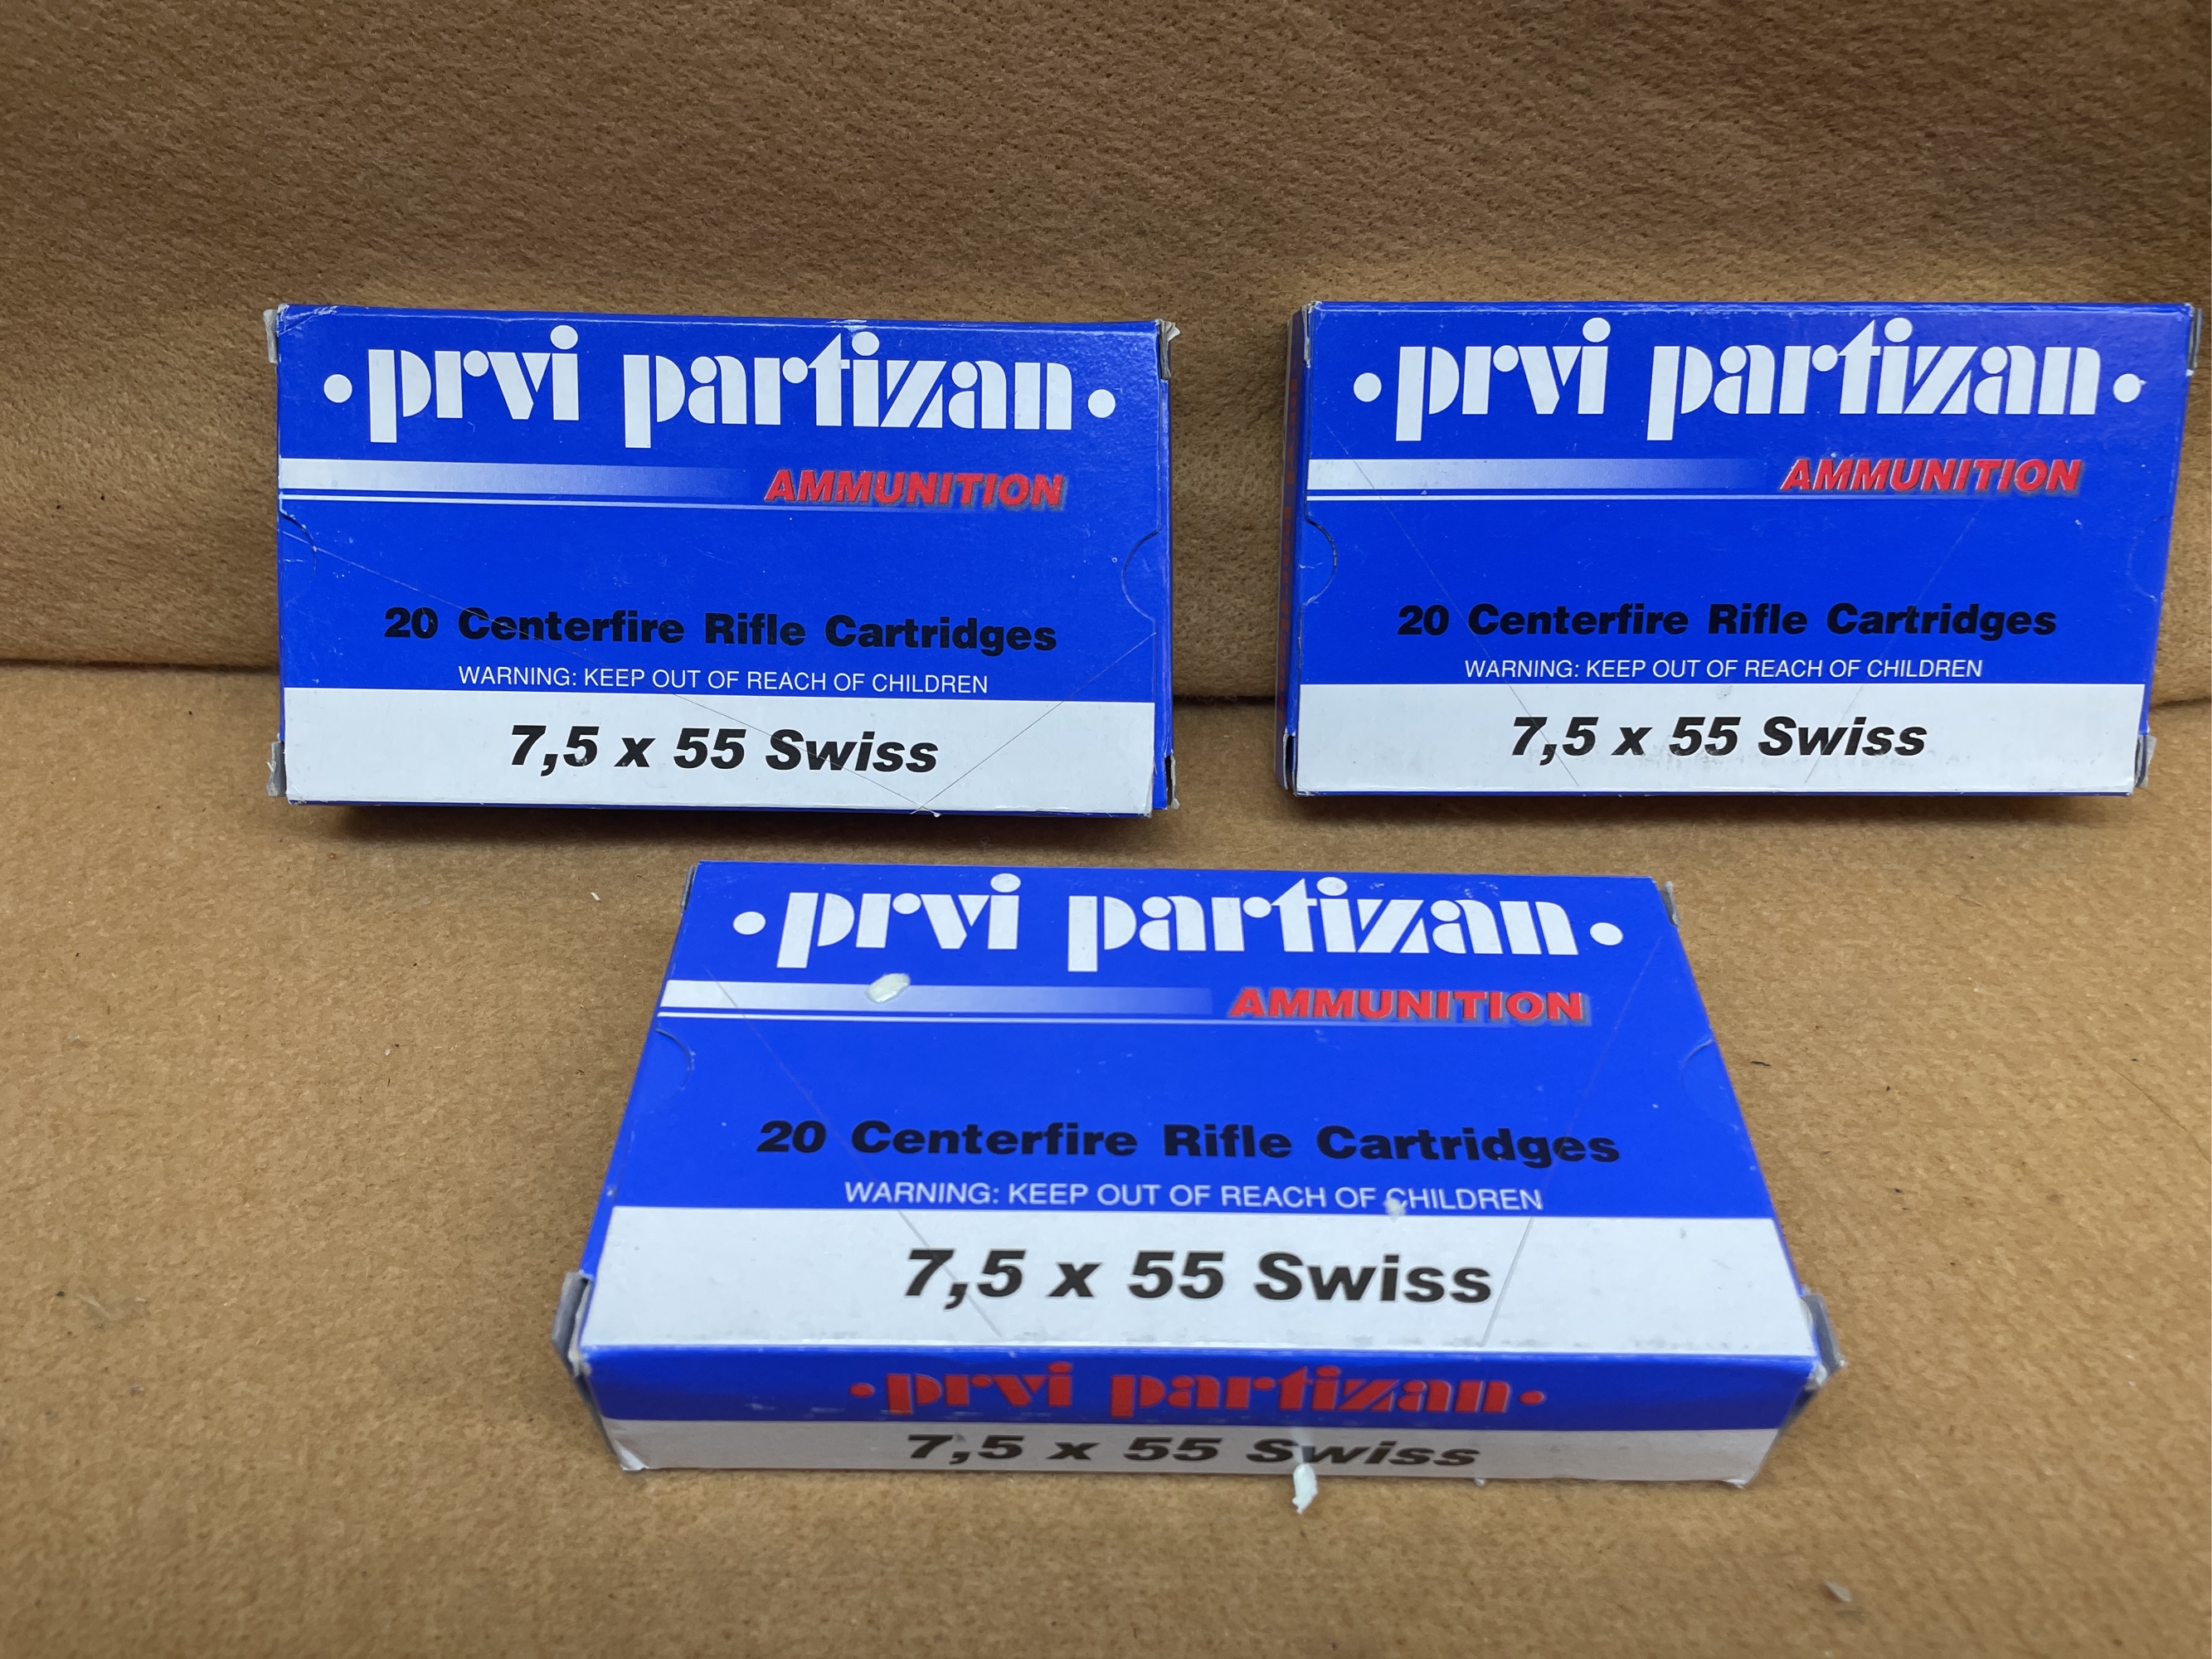 •prvi partizan•
AMMUNITION
20 Centerfire Rifle Cartridges
WARNING: KEEP OUT OF REACH OF CHILDREN
7,5 x 55 Swiss
•prvi partizan•
AMMUNITION
20 Centerfire Rifle Cartridges
WARNING: KEEP OUT OF REACH OF CHILDREN
7,5 x 55 Swiss
•prvi partizan•
AMMUNITION
20 Centerfire Rifle Cartridges
WARNING: KEEP OUT OF REACH OF CHILDREN
7,5 x 55 Swiss
•prvi partizan•
7,5 x 55 Swiss